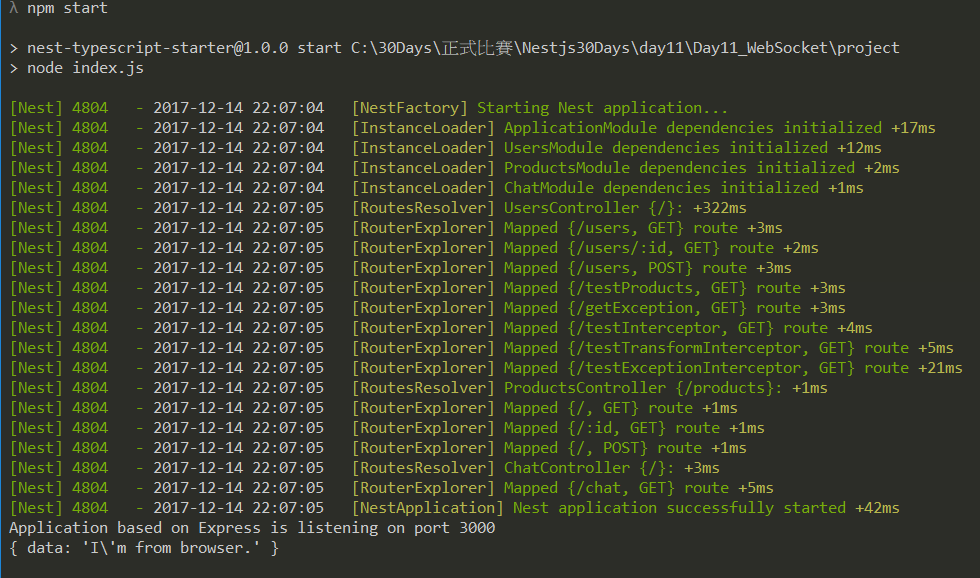 λ npm start
> nest-typescript-starter@1.0.0 start C:\30Days\正式比賽\Nestjs30Days\day11\Day11_WebSocket\project
> node index.js
[Nest] 4804   - 2017-12-14 22:07:04   [NestFactory] Starting Nest application...
[Nest] 4804   - 2017-12-14 22:07:04   [InstanceLoader] ApplicationModule dependencies initialized +17ms
[Nest] 4804   - 2017-12-14 22:07:04   [InstanceLoader] UsersModule dependencies initialized +12ms
[Nest] 4804   - 2017-12-14 22:07:04   [InstanceLoader] ProductsModule dependencies initialized +2ms
[Nest] 4804   - 2017-12-14 22:07:04   [InstanceLoader] ChatModule dependencies initialized +1ms
[Nest] 4804   - 2017-12-14 22:07:05   [RoutesResolver] UsersController {/}: +322ms
[Nest] 4804   - 2017-12-14 22:07:05   [RouterExplorer] Mapped {/users, GET} route +3ms
[Nest] 4804   - 2017-12-14 22:07:05   [RouterExplorer] Mapped {/users/:id, GET} route +2ms
[Nest] 4804   - 2017-12-14 22:07:05   [RouterExplorer] Mapped {/users, POST} route +3ms
[Nest] 4804   - 2017-12-14 22:07:05   [RouterExplorer] Mapped {/testProducts, GET} route +3ms
[Nest] 4804   - 2017-12-14 22:07:05   [RouterExplorer] Mapped {/getException, GET} route +3ms
[Nest] 4804   - 2017-12-14 22:07:05   [RouterExplorer] Mapped {/testInterceptor, GET} route +4ms
[Nest] 4804   - 2017-12-14 22:07:05   [RouterExplorer] Mapped {/testTransformInterceptor, GET} route +5ms
[Nest] 4804   - 2017-12-14 22:07:05   [RouterExplorer] Mapped {/testExceptionInterceptor, GET} route +21ms
[Nest] 4804   - 2017-12-14 22:07:05   [RoutesResolver] ProductsController {/products}: +1ms
[Nest] 4804   - 2017-12-14 22:07:05   [RouterExplorer] Mapped {/, GET} route +1ms
[Nest] 4804   - 2017-12-14 22:07:05   [RouterExplorer] Mapped {/:id, GET} route +1ms
[Nest] 4804   - 2017-12-14 22:07:05   [RouterExplorer] Mapped {/, POST} route +1ms
[Nest] 4804   - 2017-12-14 22:07:05   [RoutesResolver] ChatController {/}: +3ms
[Nest] 4804   - 2017-12-14 22:07:05   [RouterExplorer] Mapped {/chat, GET} route +5ms
[Nest] 4804   - 2017-12-14 22:07:05   [NestApplication] Nest application successfully started +42ms
Application based on Express is listening on port 3000
{ data: 'I\'m from browser.' }